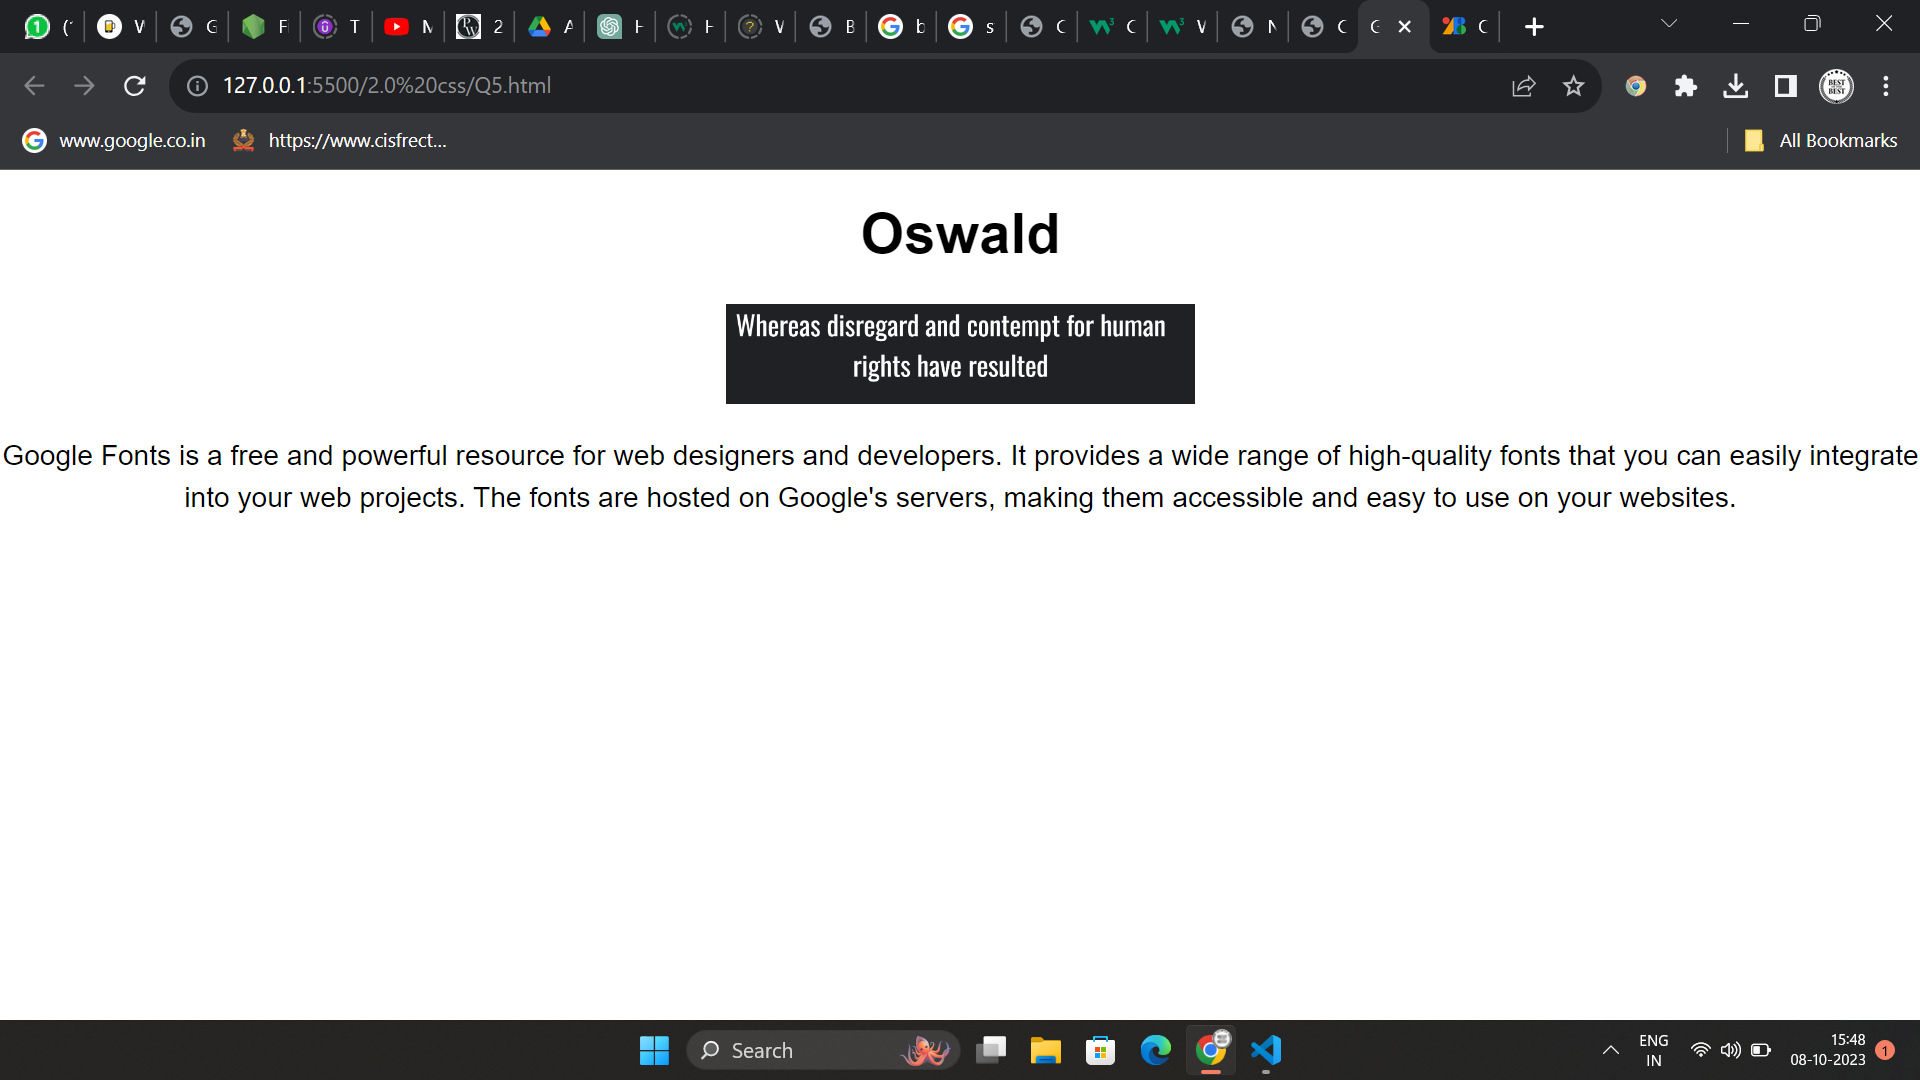 127.0.0.1:5500/2.0%20css/Q5.html
www.google.co.in
https://www.cisfrect...
All Bookmarks
Oswald
Whereas disregard and contempt for human
rights have resulted
Google Fonts is a free and powerful resource for web designers and developers. It provides a wide range of high-quality fonts that you can easily integrate
into your web projects. The fonts are hosted on Google's servers, making them accessible and easy to use on your websites.
Search
ENG
IN
15:48
08-10-2023
1